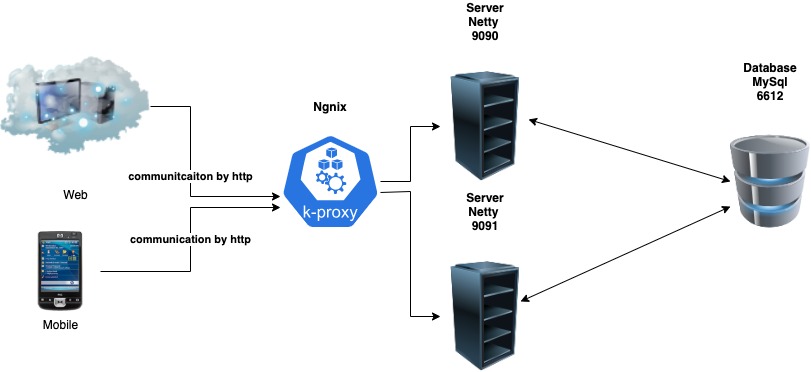 Server
Netty
9090
Database
MySql
6612
Ngnix
communitcaiton by http
Web
k-proxy
Server
Netty
9091
communication by http
Mobile